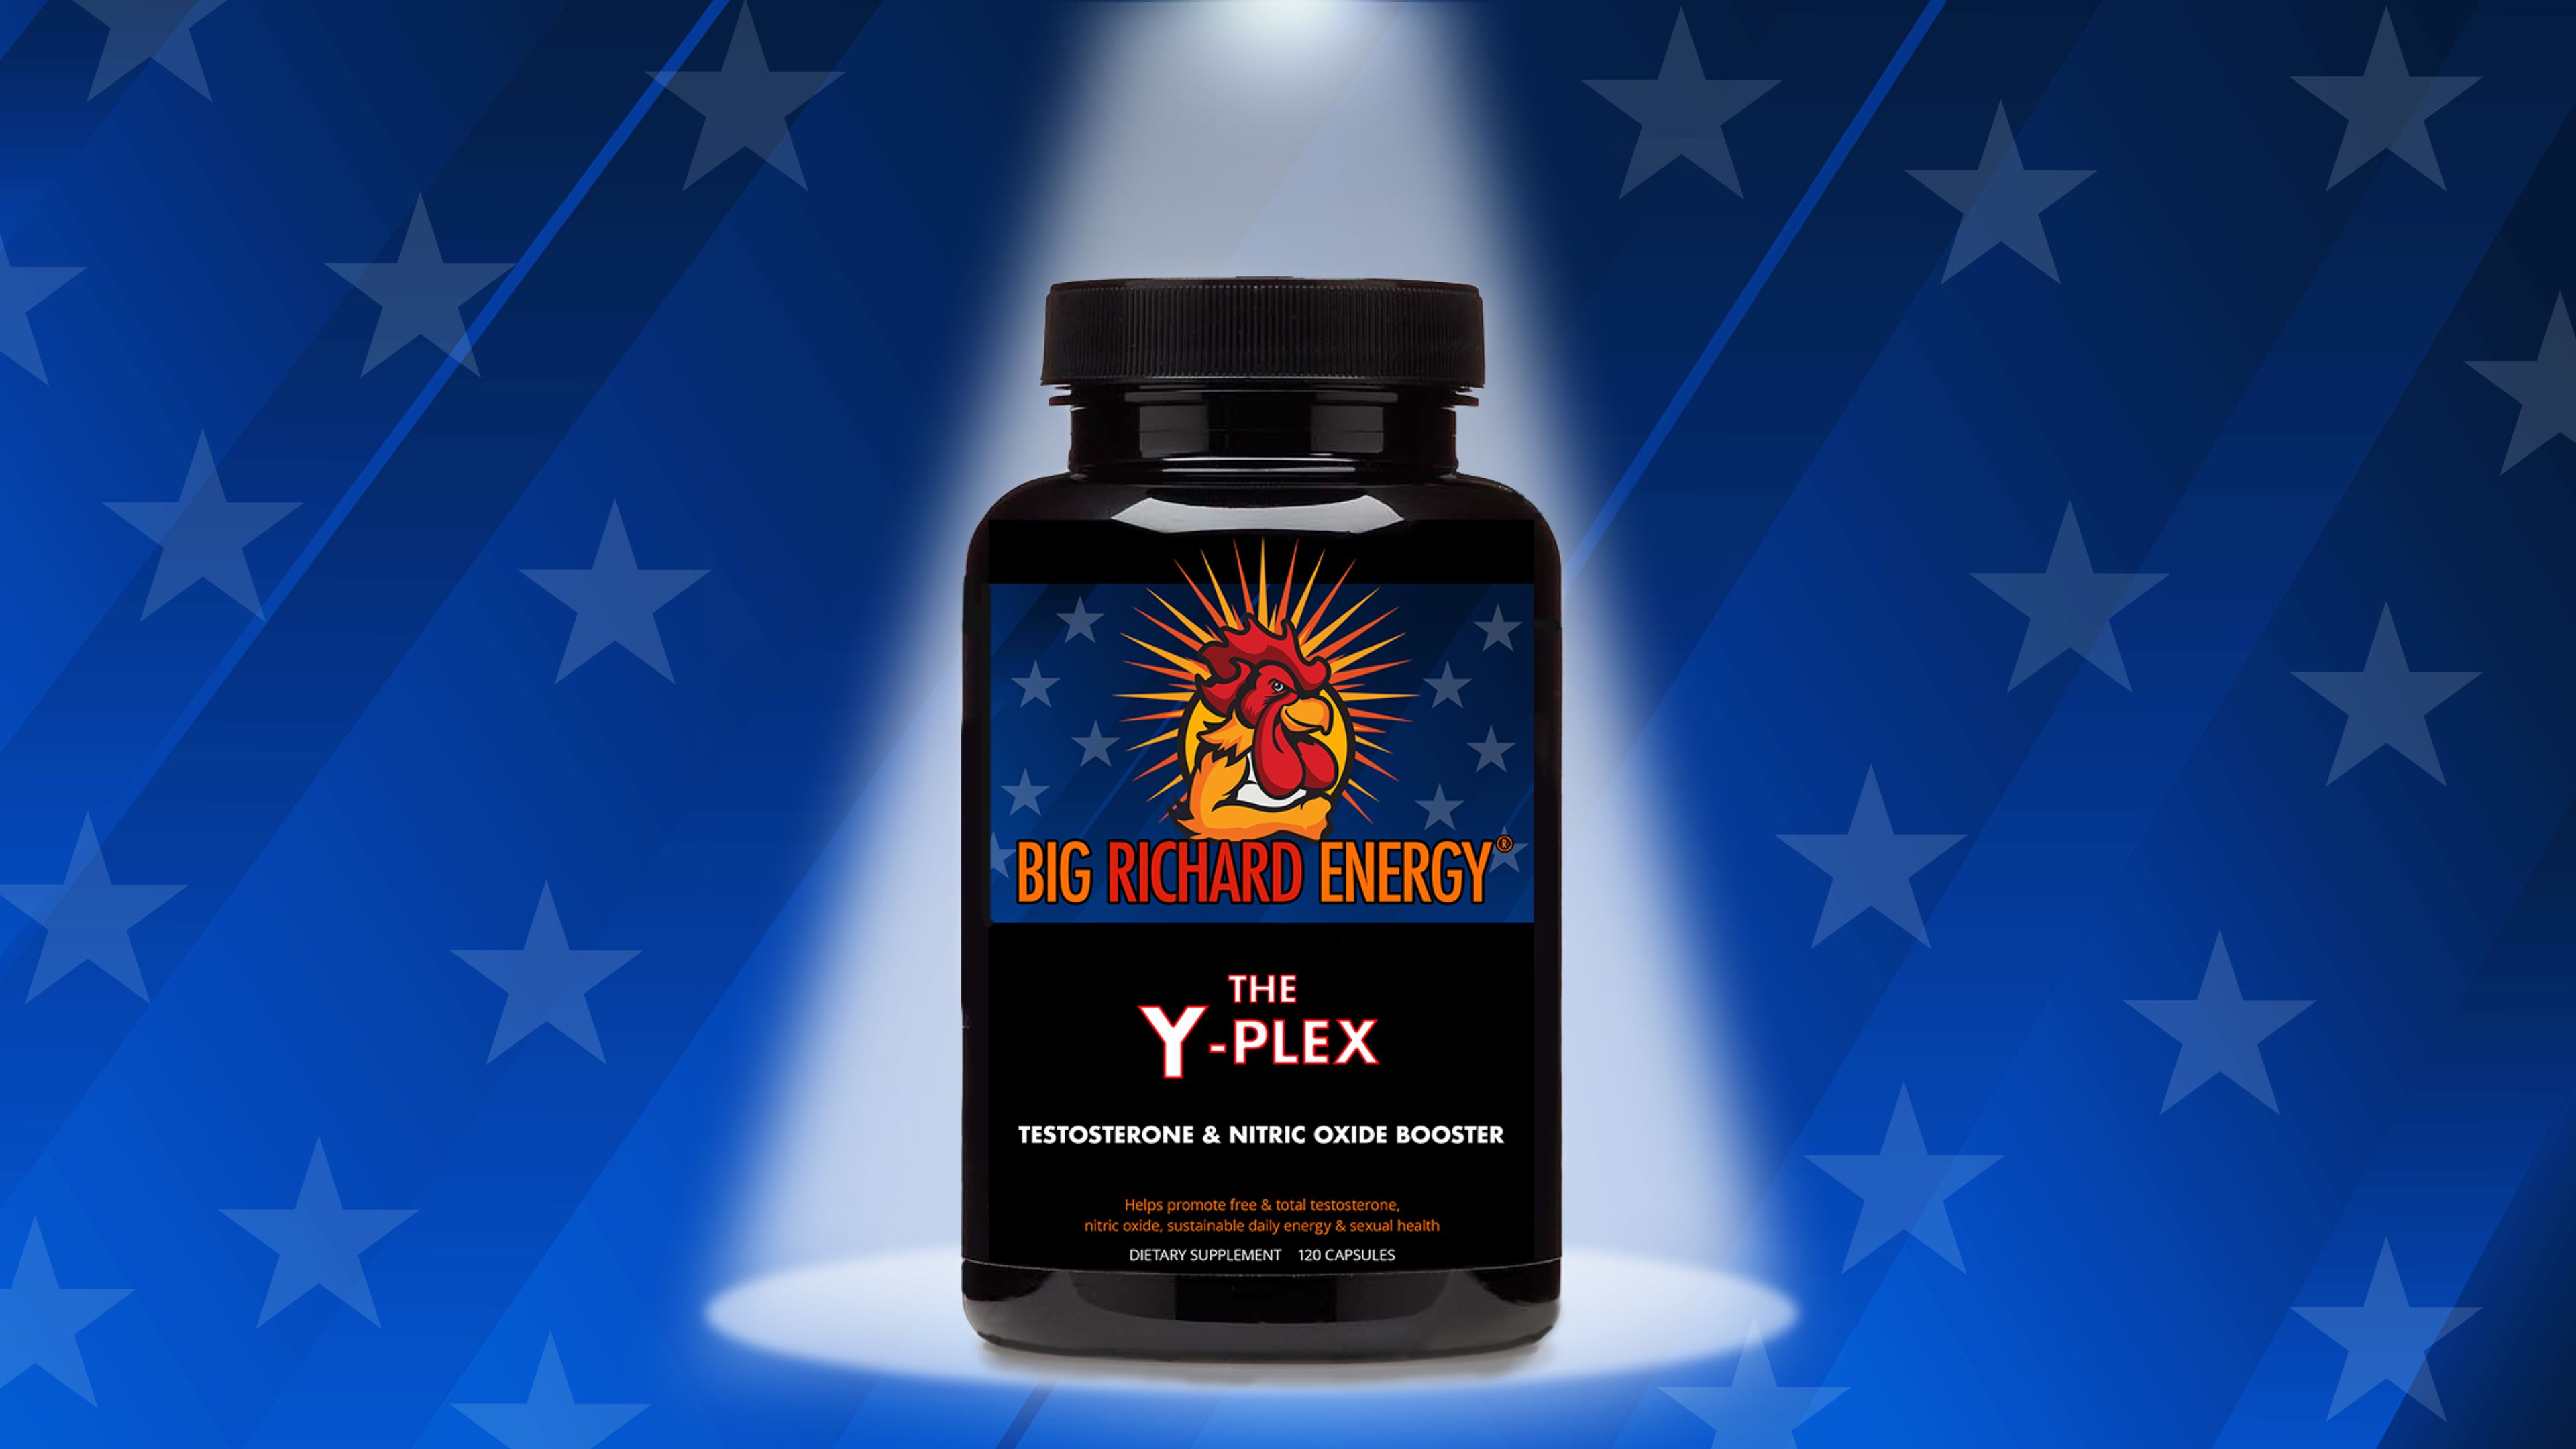 BIG RICHARD ENERGY®
THE
Y-PLEX
TESTOSTERONE & NITRIC OXIDE BOOSTER
Helps promote free & total testosterone,
nitric oxide, sustainable daily energy & sexual health
DIETARY SUPPLEMENT 120 CAPSULES